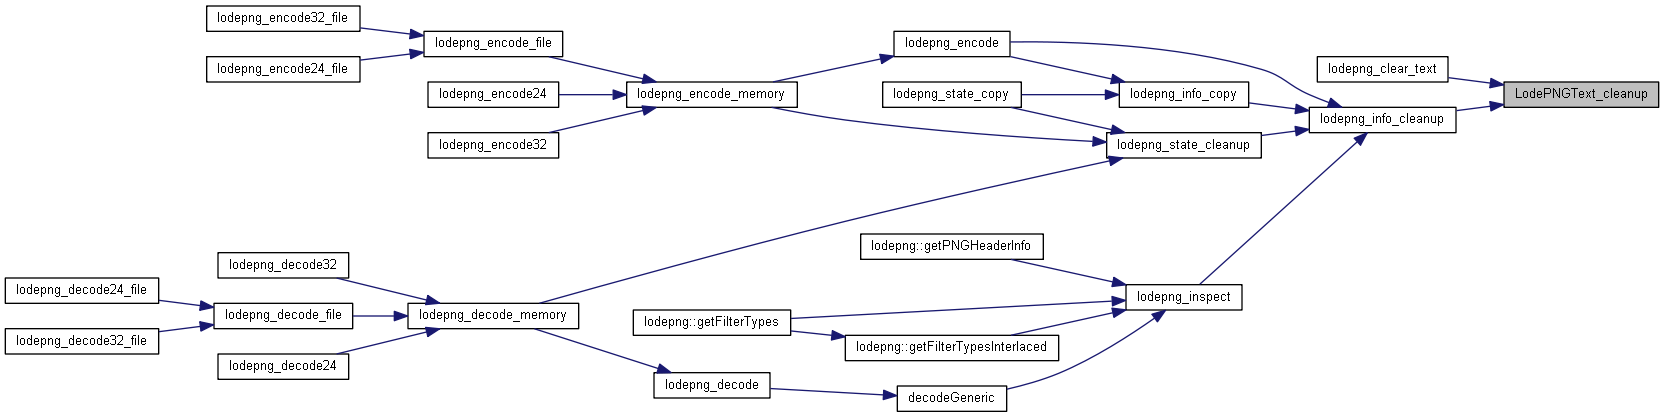 lodepng_encode32_file
lodepng_encode_file
lodepng_encode
lodepng_encode24_file
lodepng_clear_text
lodepng_encode24
lodepng_encode_memory
lodepng_state_copy
lodepng_info_copy
LodePNGText_cleanup
lodepng_info_cleanup
lodepng_encode32
lodepng_state_cleanup
lodepng::getPNGHeaderInfo
lodepng_decode32
lodepng_decode24_file
lodepng_inspect
lodepng_decode_file
lodepng_decode_memory
lodepng::getFilterTypes
lodepng_decode32_file
lodepng::getFilterTypesInterlaced
lodepng_decode24
lodepng_decode
decodeGeneric